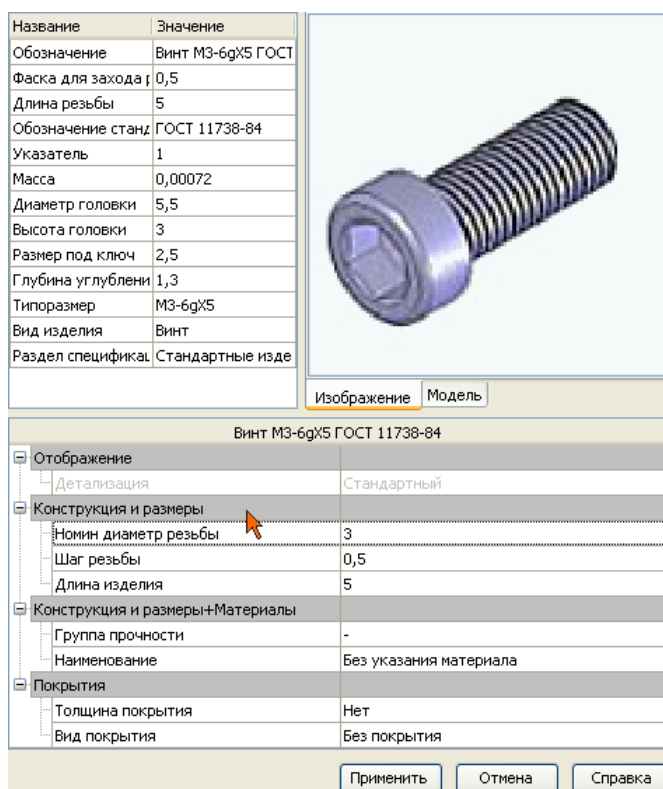 Название Значение
Обозначение Винт М3-6gX5 ГОСТ
Фаска для захода 0,5
Длина резьбы 5
Обозначение станд ГОСТ 11738-84
Указатель 1
Масса 0,00072
Диаметр головки 5,5
Высота головки 3
Размер под ключ 2,5
Глубина углублени 1,3
Типоразмер М3-6gX5
Вид изделия Винт
Раздел спецификац Стандартные изде
Изображение Модель
Винт М3-6gX5 ГОСТ 11738-84
Отображение
Детализация Стандартный
Конструкция и размеры
Номин диаметр резьбы 3
Шаг резьбы 0,5
Длина изделия 5
Конструкция и размеры+Материалы
Группа прочности -
Наименование Без указания материала
Покрытия
Толщина покрытия Нет
Вид покрытия Без покрытия
Применить Отмена Справка